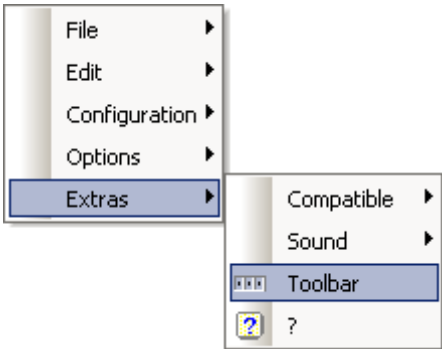 File
Edit
Configuration
Options
Extras
Compatible
Sound
Toolbar
?